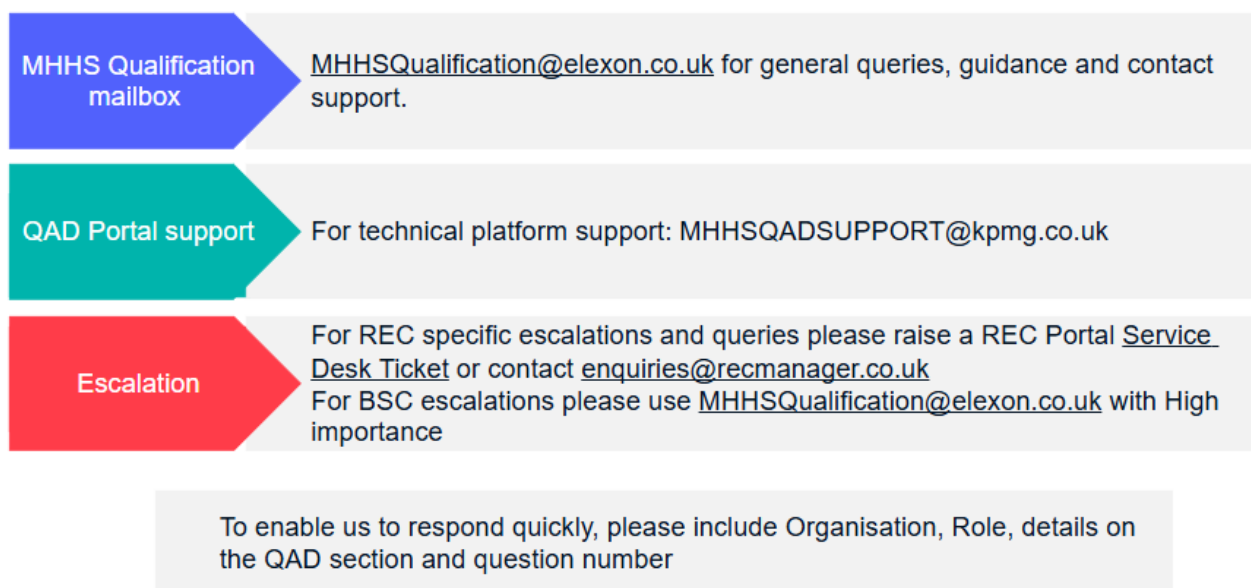 MHHS Qualification
mailbox
MHHSQualification@elexon.co.uk for general queries, guidance and contact
support.
QAD Portal support
For technical platform support: MHHSQADSUPPORT@kpmg.co.uk
Escalation
For REC specific escalations and queries please raise a REC Portal Service
Desk Ticket or contact enquiries@recmanager.co.uk
For BSC escalations please use MHHSQualification@elexon.co.uk with High
importance
To enable us to respond quickly, please include Organisation, Role, details on
the QAD section and question number